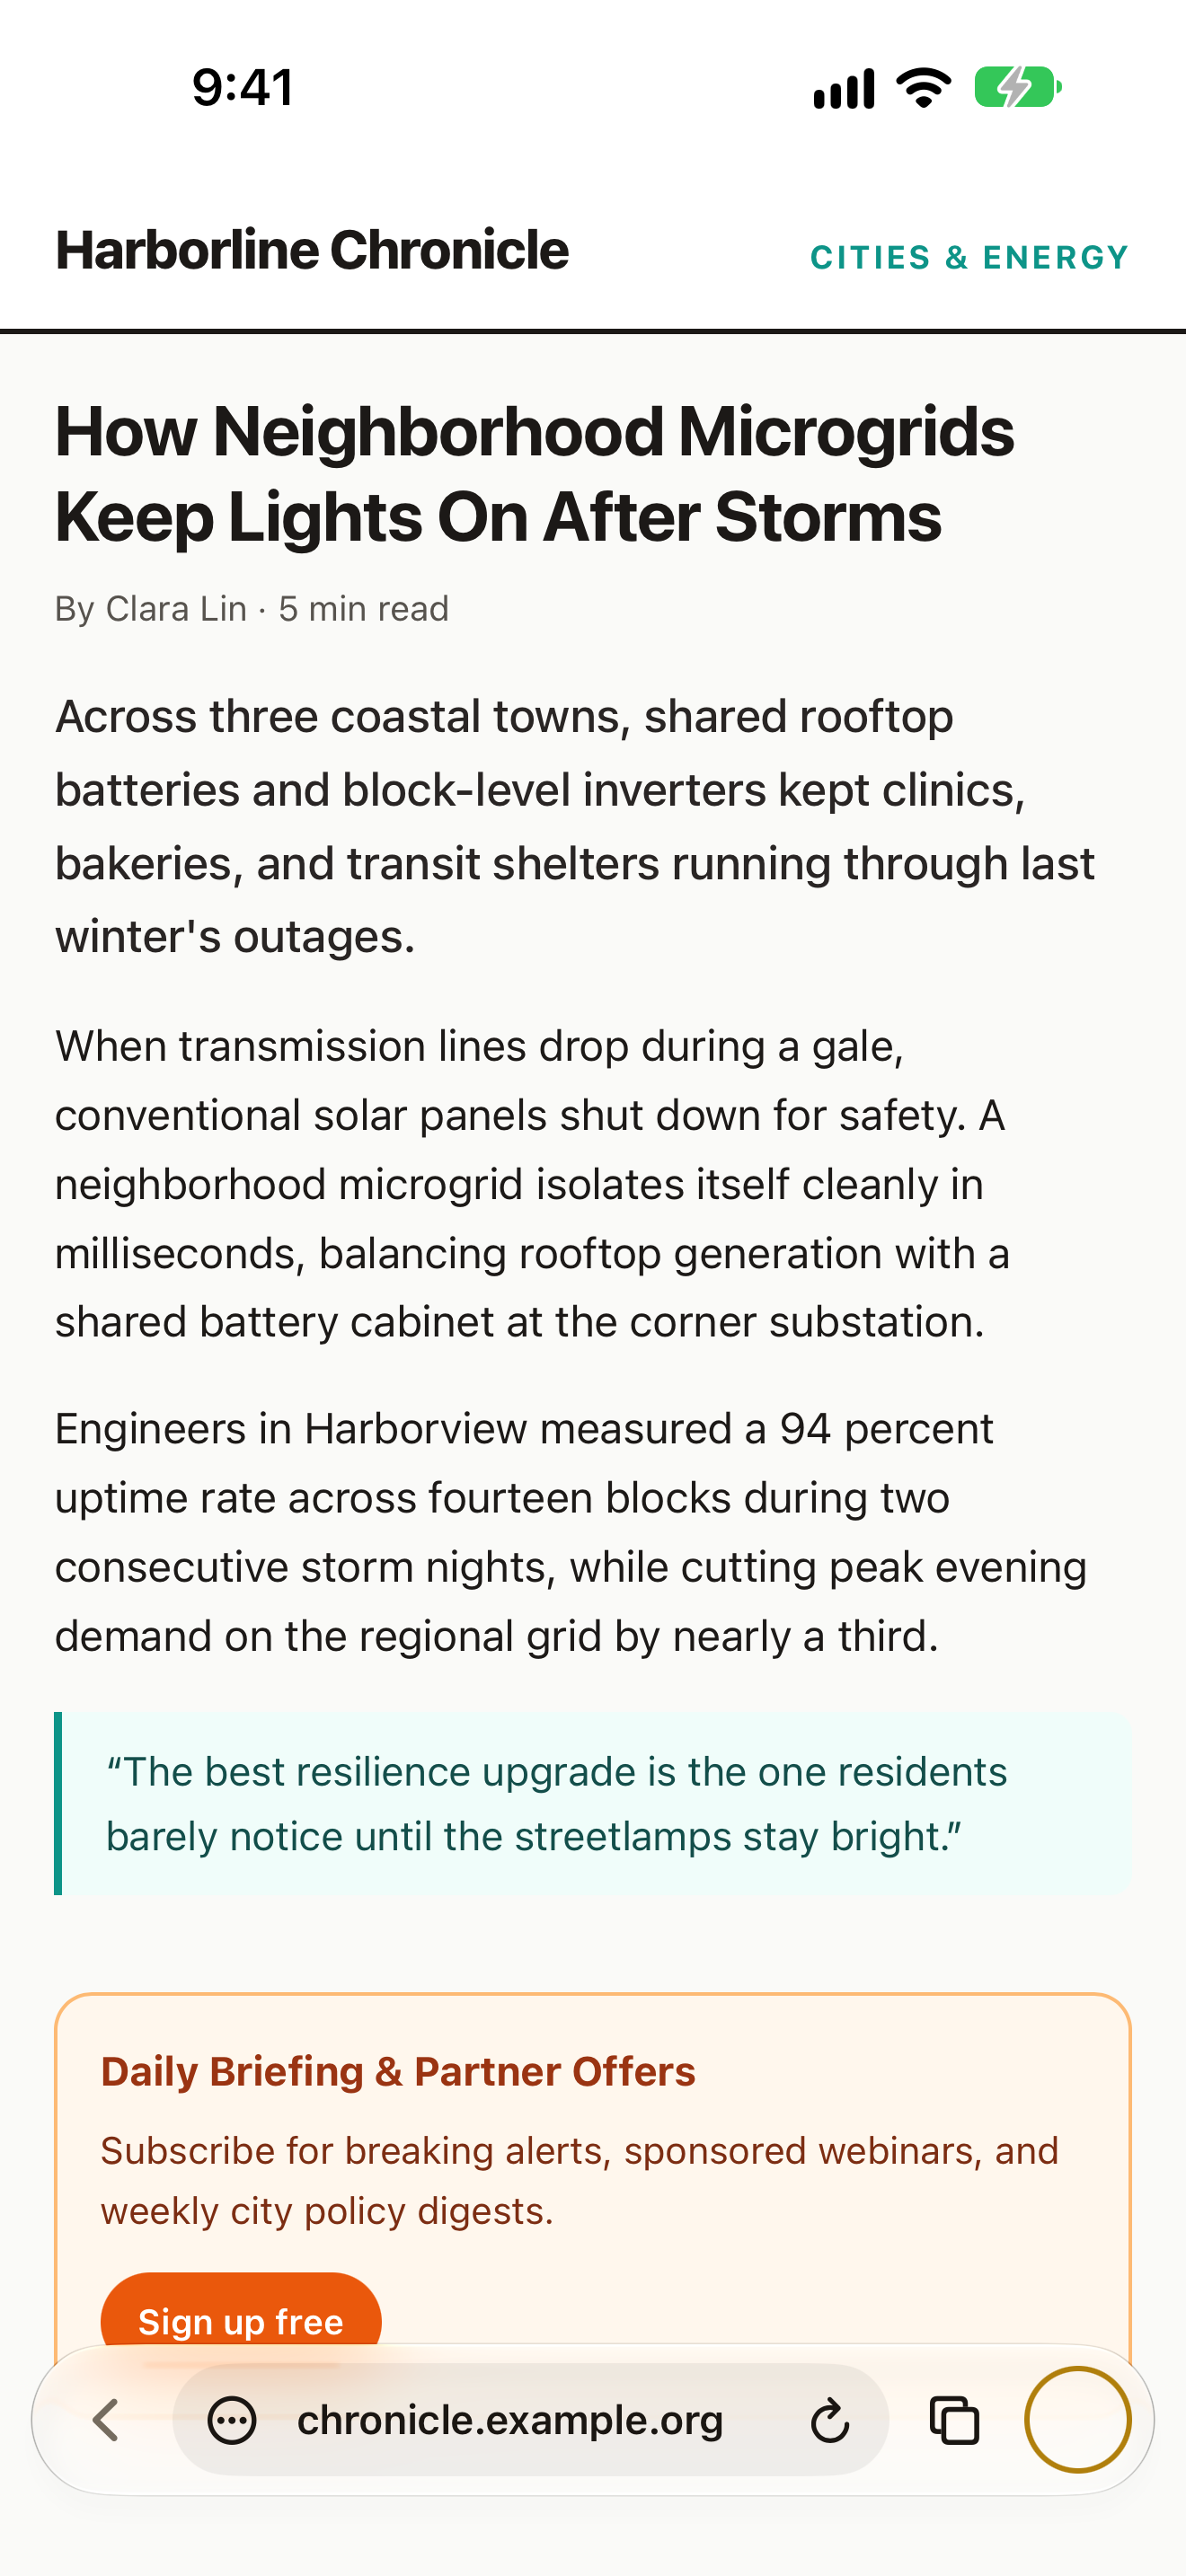 9:41
Harborline Chronicle
CITIES & ENERGY
How Neighborhood Microgrids
Keep Lights On After Storms
By Clara Lin · 5 min read
Across three coastal towns, shared rooftop
batteries and block-level inverters kept clinics,
bakeries, and transit shelters running through last
winter's outages.
When transmission lines drop during a gale,
conventional solar panels shut down for safety. A
neighborhood microgrid isolates itself cleanly in
milliseconds, balancing rooftop generation with a
shared battery cabinet at the corner substation.
Engineers in Harborview measured a 94 percent
uptime rate across fourteen blocks during two
consecutive storm nights, while cutting peak evening
demand on the regional grid by nearly a third.
“The best resilience upgrade is the one residents
barely notice until the streetlamps stay bright.”
Daily Briefing & Partner Offers
Subscribe for breaking alerts, sponsored webinars, and
weekly city policy digests.
Sign up free
chronicle.example.org